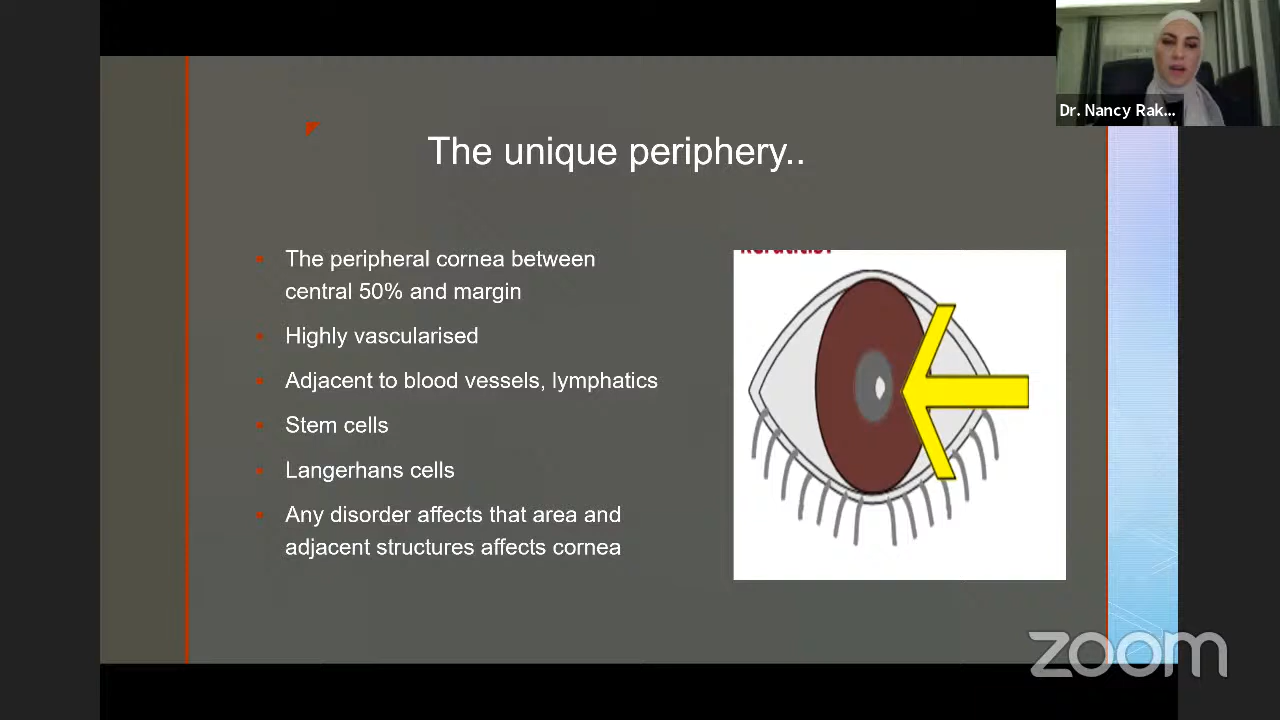 Dr. Nancy Rak...
The unique periphery..
The peripheral cornea between
central 50% and margin
Highly vascularised
Adjacent to blood vessels, lymphatics
Stem cells
Langerhans cells
Any disorder affects that area and
adjacent structures affects cornea
zoom